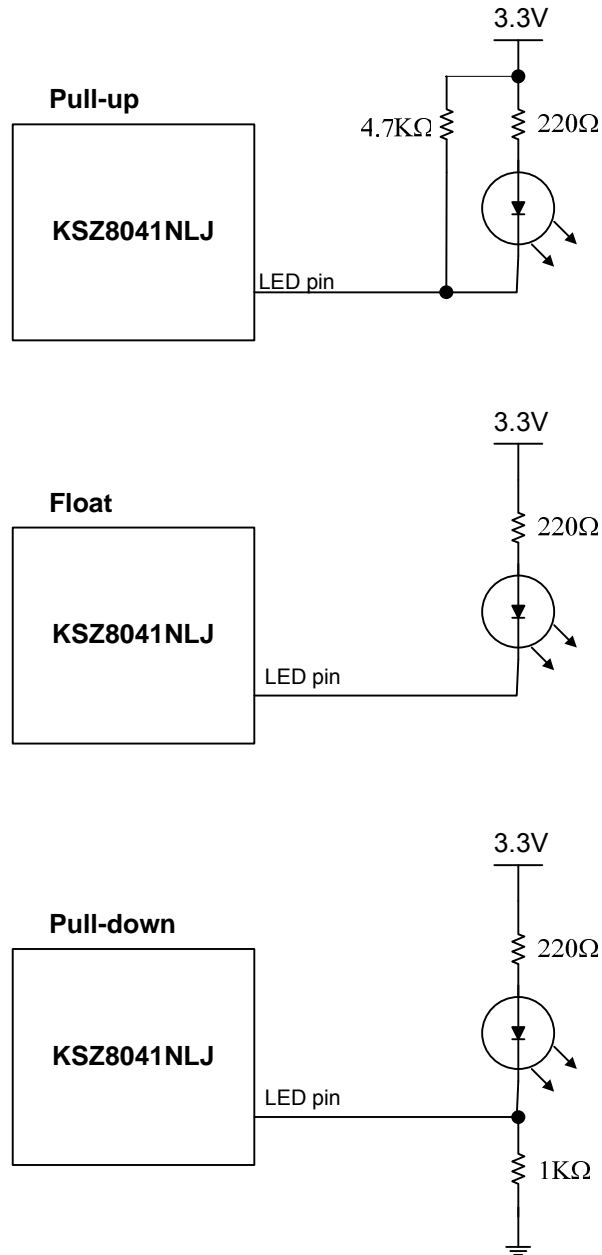 3.3V
Pull-up
4.7KΩ
220Ω
KSZ8041NLJ
LED pin
3.3V
Float
220Ω
KSZ8041NLJ
LED pin
3.3V
Pull-down
220Ω
KSZ8041NLJ
LED pin
1KΩ